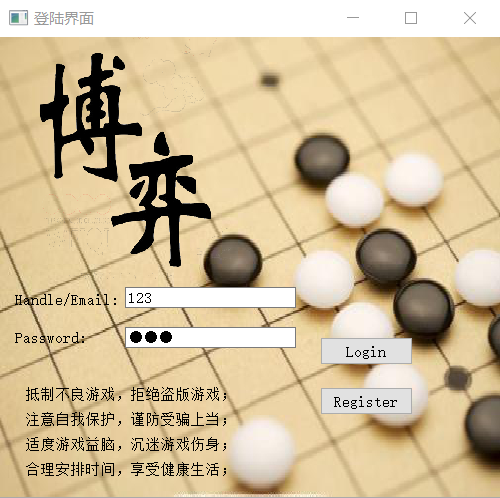 登陆界面
博
弈
Handle/Email:
123
Password:
●●●
Login
Register
抵制不良游戏，拒绝盗版游戏；
注意自我保护，谨防受骗上当；
适度游戏益脑，沉迷游戏伤身；
合理安排时间，享受健康生活；